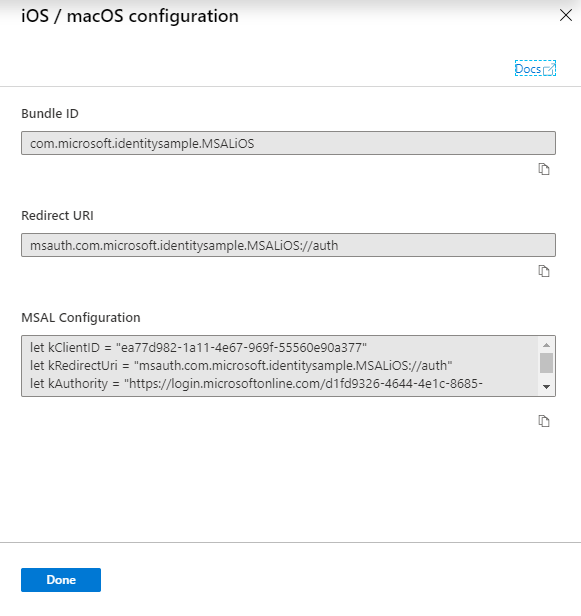 iOS / macOS configuration
Docs
Bundle ID
com.microsoft.identitysample.MSALiOS
Redirect URI
msauth.com.microsoft.identitysample.MSALiOS://auth
MSAL Configuration
let kClientID = "ea77d982-1a11-4e67-969f-55560e90a377"
let kRedirectUri = "msauth.com.microsoft.identitysample.MSALiOS://auth"
let kAuthority = "https://login.microsoftonline.com/d1fd9326-4644-4e1c-8685-
Done